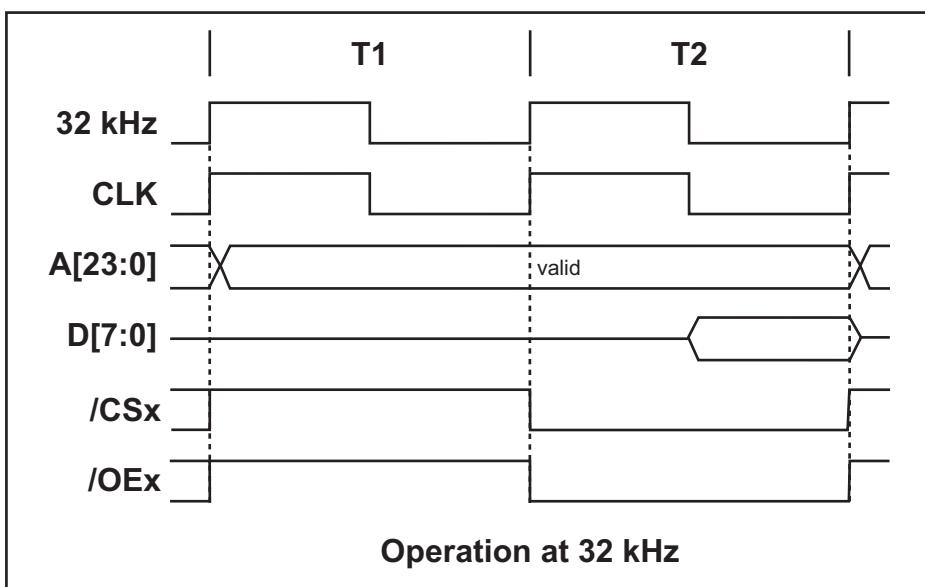 T1 T2
32 kHz
CLK
A[23:0] valid
D[7:0]
/CSx
/OEx
Operation at 32 kHz